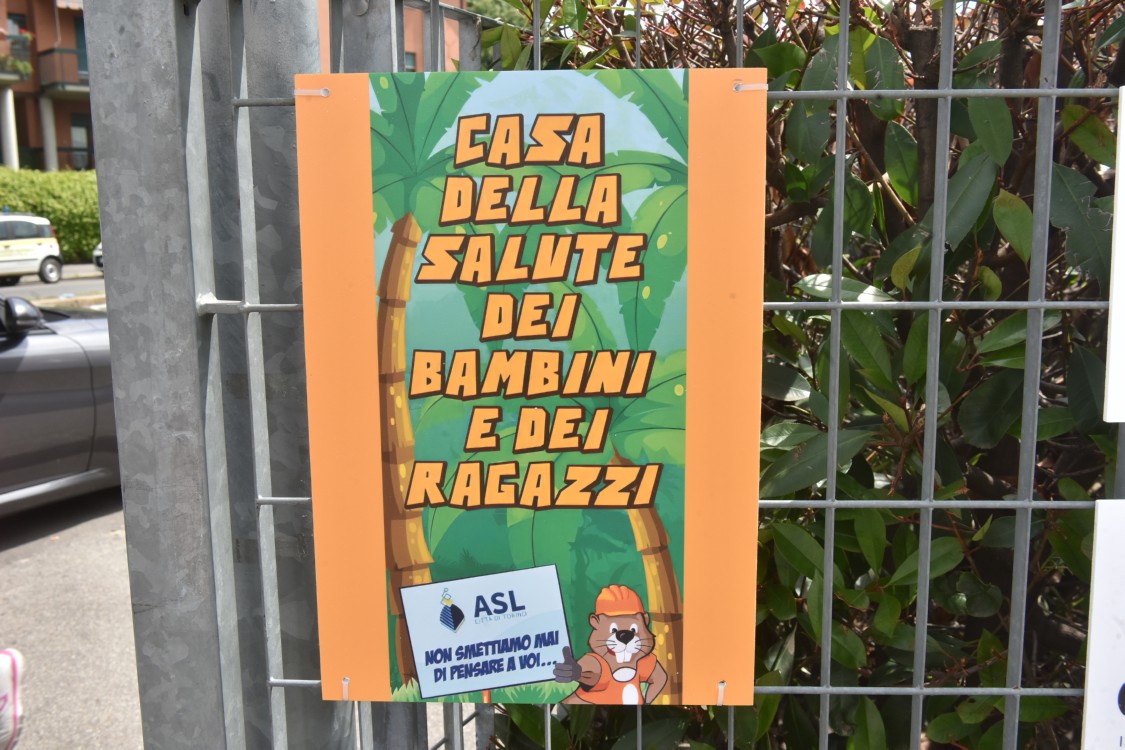 CASA
DELLA
SALUTE
DEI
BAMBINI
E DEI
RAGAZZI
ASL
CITTÀ DI TORINO
NON SMETTIAMO MAI
DI PENSARE A VOI...